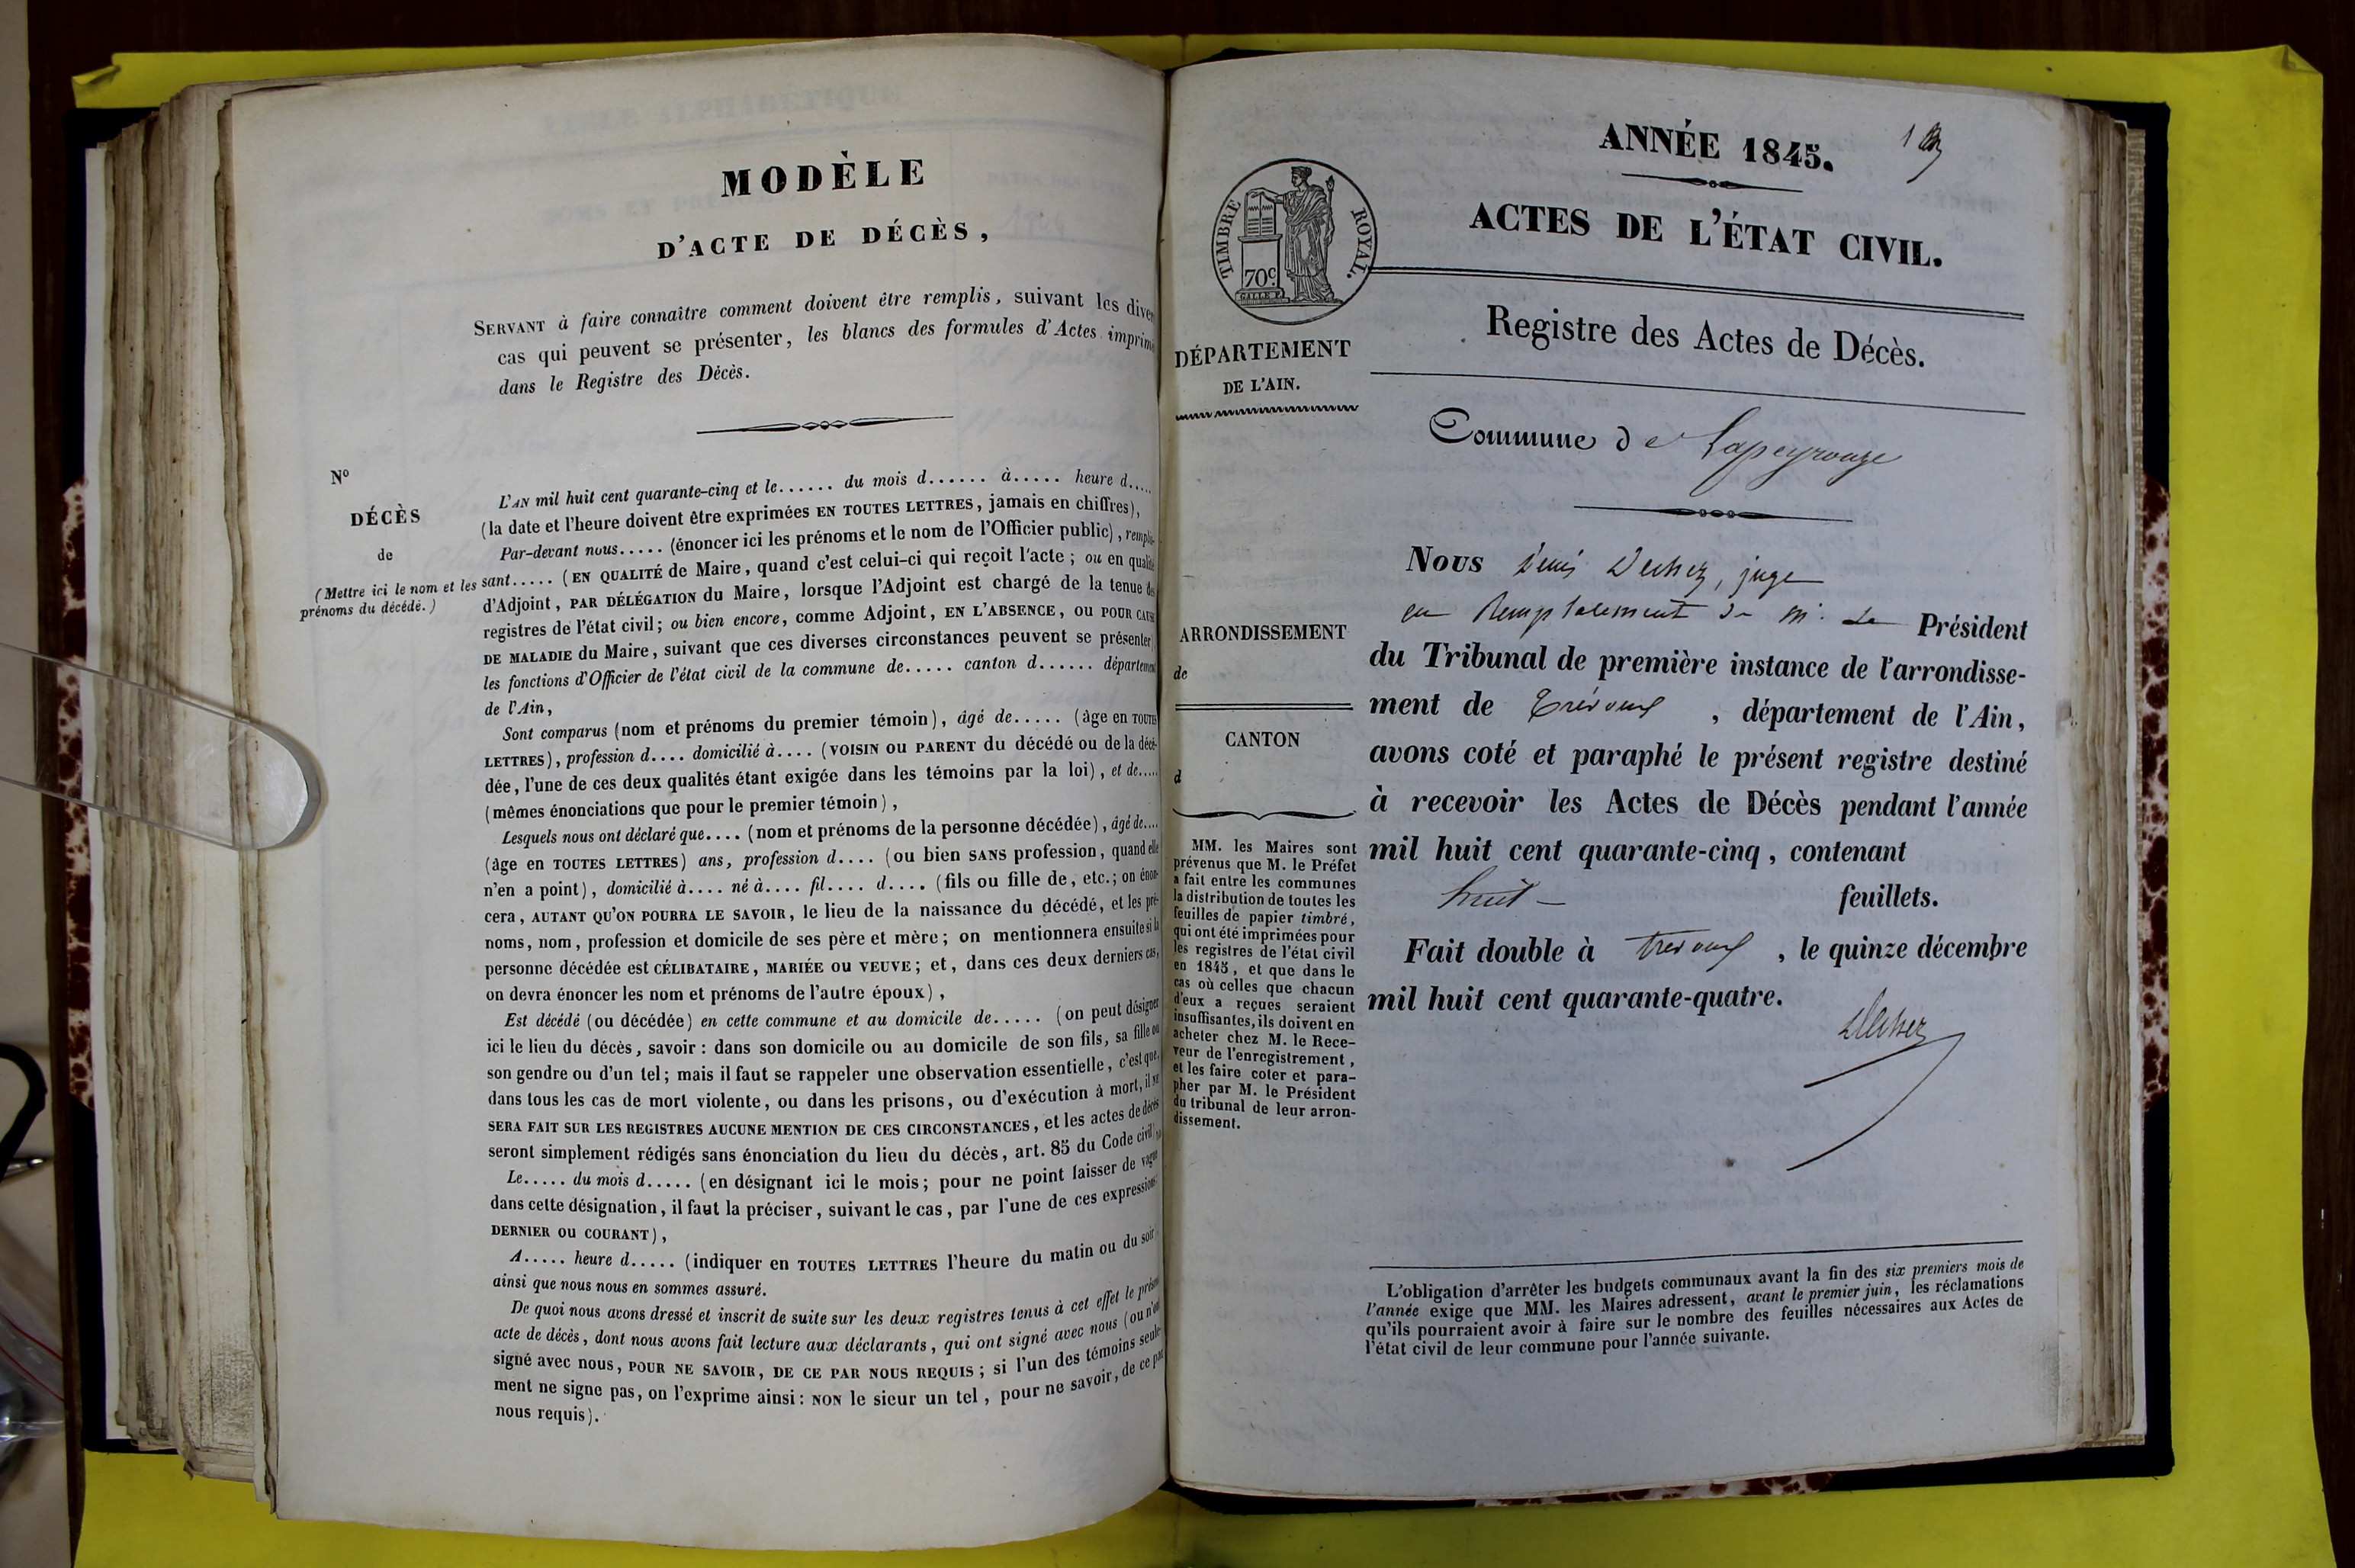 MODÈLE
D'ACTE DE DÉCÈS,
SERVANT à faire connaître comment doivent être remplis, suivant les diver
cas qui peuvent se présenter, les blancs des formules d'Actes imprimé
dans le Registre des Décès.
N°
DÉCÈS
de
(Mettre ici le nom et les
prénoms du décédé.)
L'AN mil huit cent quarante-cinq et le...... du mois d...... à..... heure d.....
(la date et l'heure doivent être exprimées EN TOUTES LETTRES, jamais en chiffres),
Par-devant nous..... (énoncer ici les prénoms et le nom de l'Officier public), remplis-
sant..... (EN QUALITÉ de Maire, quand c'est celui-ci qui reçoit l'acte; ou en qualité
d'Adjoint, PAR DÉLÉGATION du Maire, lorsque l'Adjoint est chargé de la tenue des
registres de l'état civil; ou bien encore, comme Adjoint, EN L'ABSENCE, OU POUR CAUSE
DE MALADIE du Maire, suivant que ces diverses circonstances peuvent se présenter)
les fonctions d'Officier de l'état civil de la commune de..... canton d...... département
de l'Ain,
Sont comparus (nom et prénoms du premier témoin), âgé de..... (âge en TOUTES
LETTRES), profession d.... domicilié à.... (VOISIN OU PARENT du décédé ou de la décé-
dée, l'une de ces deux qualités étant exigée dans les témoins par la loi), et de.....
(mêmes énonciations que pour le premier témoin),
Lesquels nous ont déclaré que.... (nom et prénoms de la personne décédée), âgé de....
(âge en TOUTES LETTRES) ans, profession d.... (ou bien SANS profession, quand elle
n'en a point), domicilié à.... né à.... fil.... d.... (fils ou fille de, etc.; on énon-
cera, AUTANT QU'ON POURRA LE SAVOIR, le lieu de la naissance du décédé, et les pré-
noms, nom, profession et domicile de ses père et mère; on mentionnera ensuite si la
personne décédée est CÉLIBATAIRE, MARIÉE OU VEUVE; et, dans ces deux derniers cas,
on devra énoncer les nom et prénoms de l'autre époux),
Est décédé (ou décédée) en cette commune et au domicile de..... (on peut désigner
ici le lieu du décès, savoir: dans son domicile ou au domicile de son fils, sa fille ou
son gendre ou d'un tel; mais il faut se rappeler une observation essentielle, c'est que,
dans tous les cas de mort violente, ou dans les prisons, ou d'exécution à mort, il ne
SERA FAIT SUR LES REGISTRES AUCUNE MENTION DE CES CIRCONSTANCES, et les actes de décès
seront simplement rédigés sans énonciation du lieu du décès, art. 85 du Code civil)
Le..... du mois d..... (en désignant ici le mois; pour ne point laisser de vague
dans cette désignation, il faut la préciser, suivant le cas, par l'une de ces expressions:
DERNIER OU COURANT),
A..... heure d..... (indiquer en TOUTES LETTRES l'heure du matin ou du soir
ainsi que nous nous en sommes assuré.
De quoi nous avons dressé et inscrit de suite sur les deux registres tenus à cet effet le présent
acte de décès, dont nous avons fait lecture aux déclarants, qui ont signé avec nous (ou n'ont
signé avec nous, POUR NE SAVOIR, DE CE PAR NOUS REQUIS; si l'un des témoins seule-
ment ne signe pas, on l'exprime ainsi: NON le sieur un tel, pour ne savoir, de ce par
nous requis).
TIMBRE ROYAL.
70c
GALLE F.
DÉPARTEMENT
DE L'AIN.
ARRONDISSEMENT
de
CANTON
d
MM. les Maires sont
prévenus que M. le Préfet
a fait entre les communes
la distribution de toutes les
feuilles de papier timbré,
qui ont été imprimées pour
les registres de l'état civil
en 1845, et que dans le
cas où celles que chacun
d'eux a reçues seraient
insuffisantes, ils doivent en
acheter chez M. le Rece-
veur de l'enregistrement,
et les faire coter et para-
pher par M. le Président
du tribunal de leur arron-
dissement.
ANNÉE 1845.
1
ACTES DE L'ÉTAT CIVIL.
Registre des Actes de Décès.
Commune de Lapeyrouze
Nous Denis Ducher, juge
en Remplacement de M. le Président
du Tribunal de première instance de l'arrondisse-
ment de Trévoux, département de l'Ain,
avons coté et paraphé le présent registre destiné
à recevoir les Actes de Décès pendant l'année
mil huit cent quarante-cinq, contenant
huit feuillets.
Fait double à Trévoux, le quinze décembre
mil huit cent quarante-quatre.
L'obligation d'arrêter les budgets communaux avant la fin des six premiers mois de
l'année exige que MM. les Maires adressent, avant le premier juin, les réclamations
qu'ils pourraient avoir à faire sur le nombre des feuilles nécessaires aux Actes de
l'état civil de leur commune pour l'année suivante.